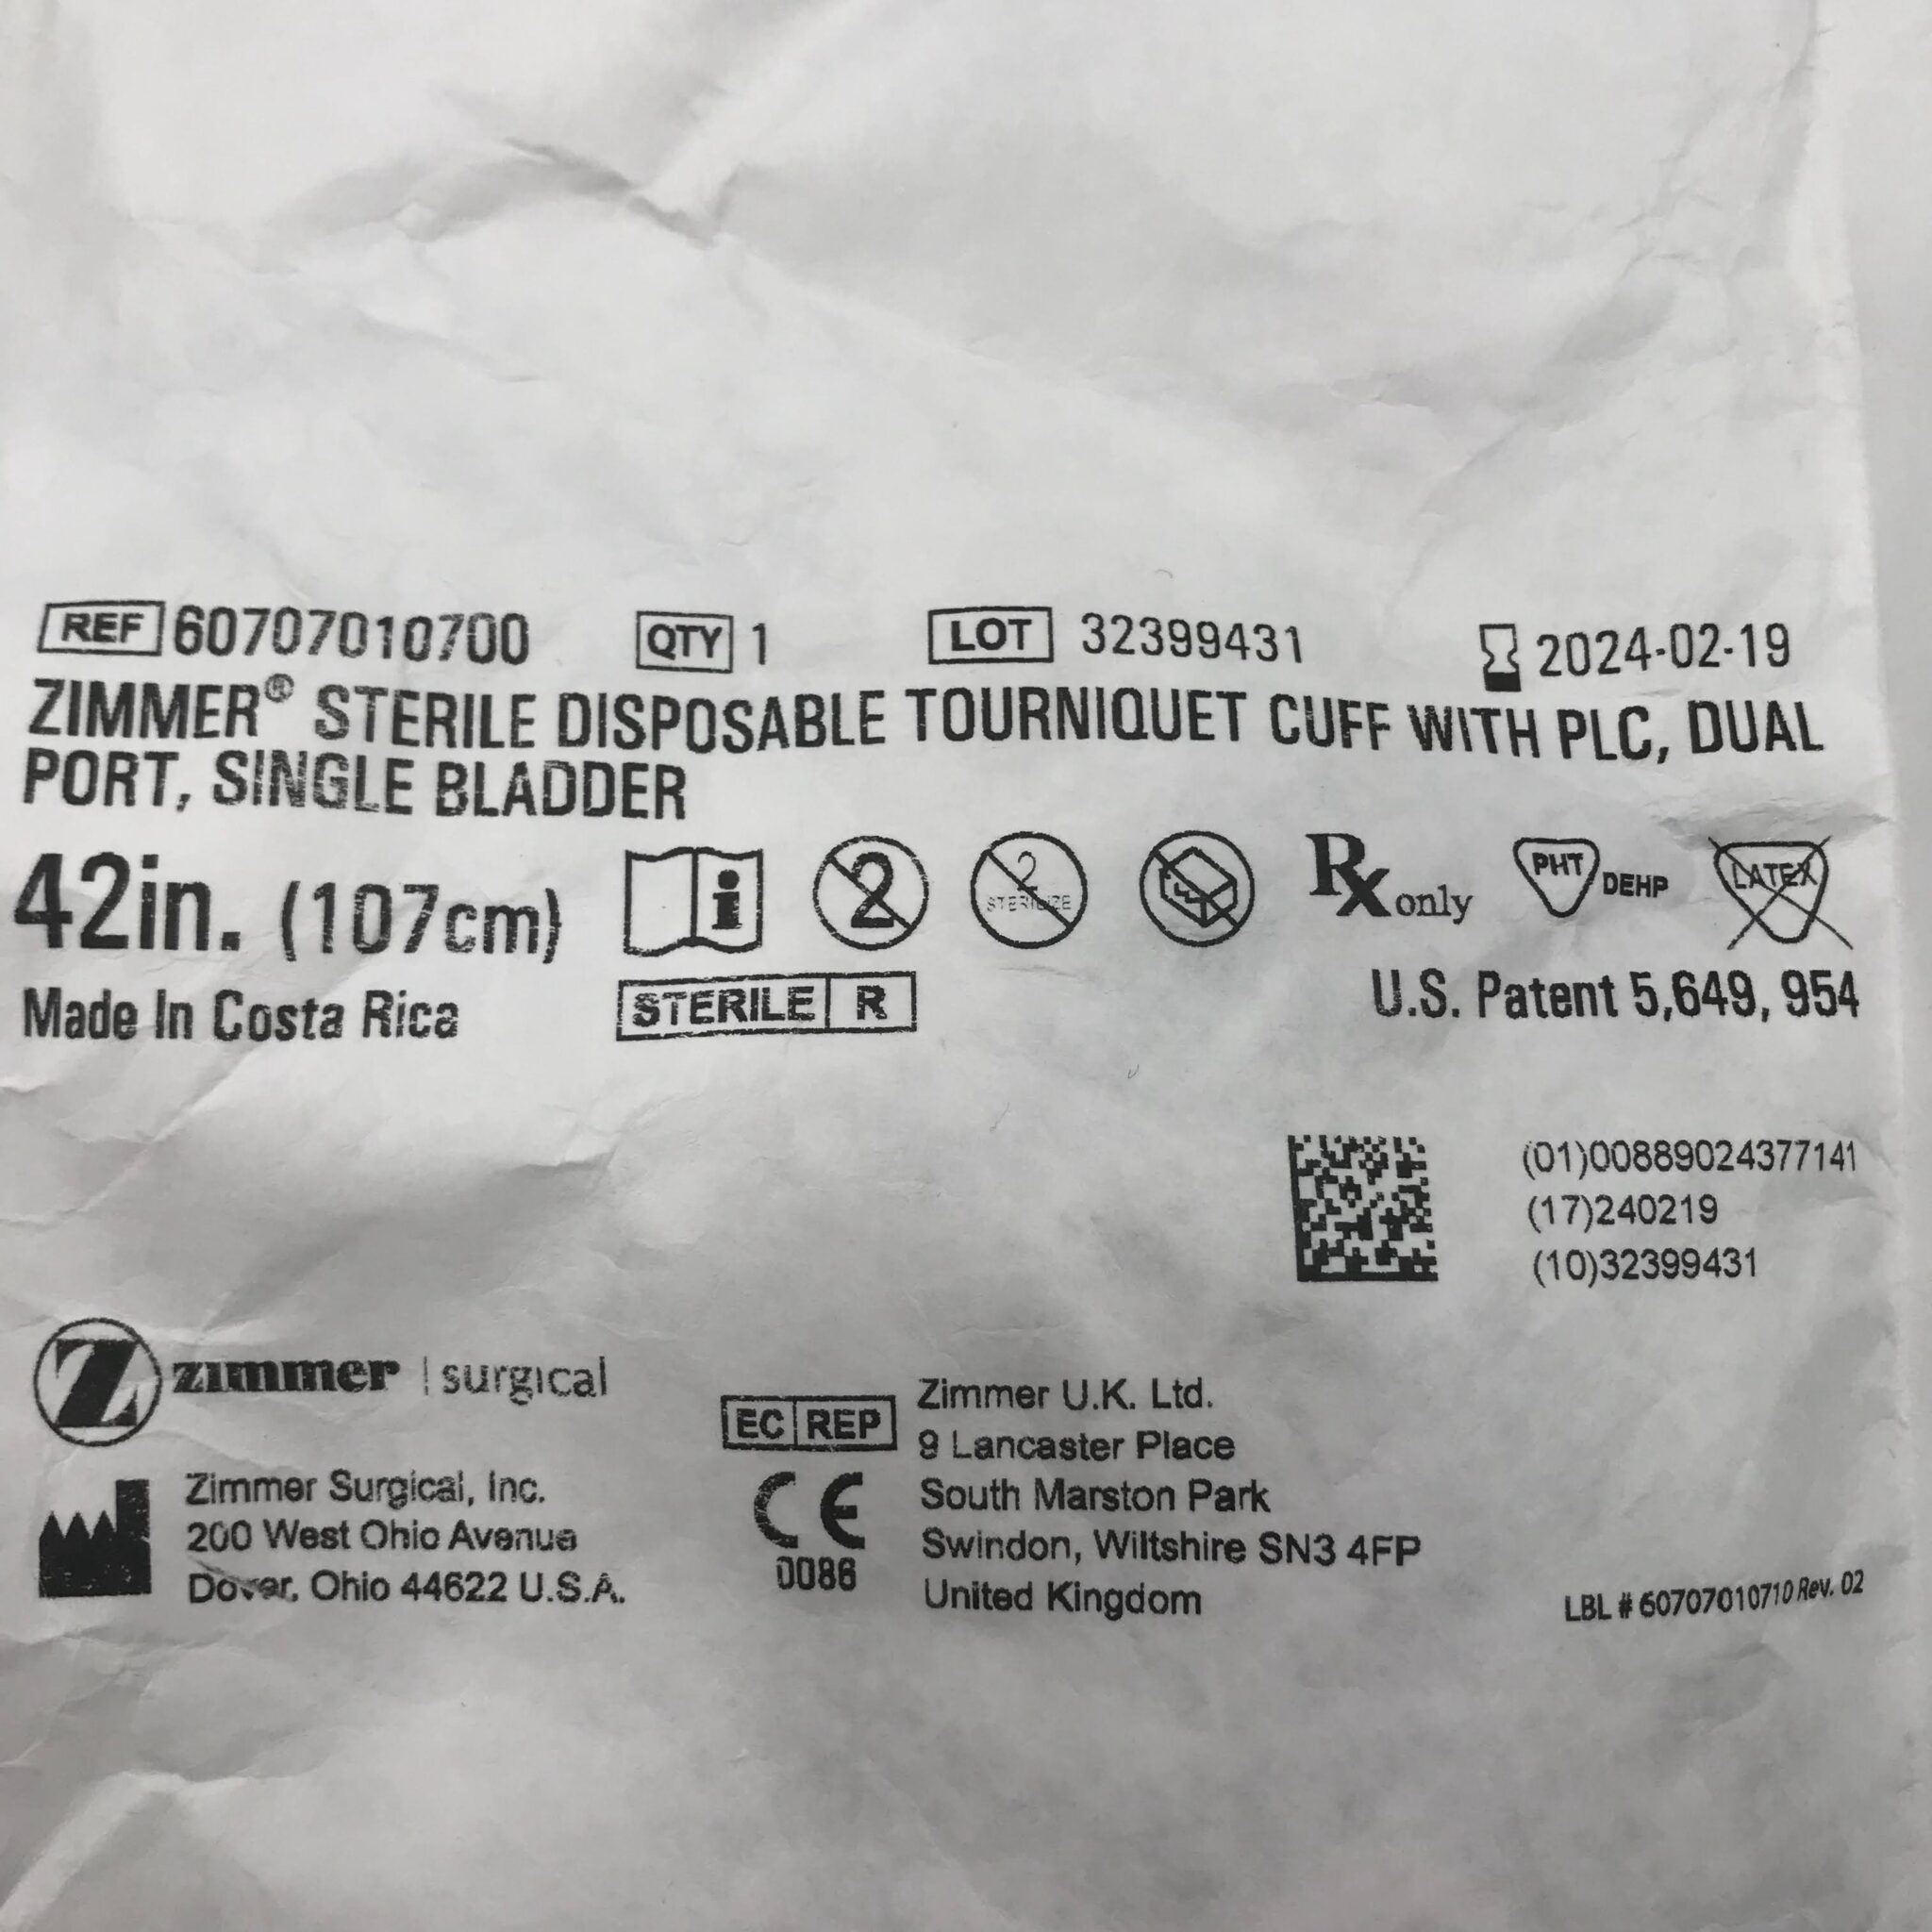 REF 60707010700 QTY 1 LOT 32399431 2024-02-19
ZIMMER® STERILE DISPOSABLE TOURNIQUET CUFF WITH PLC, DUAL
PORT, SINGLE BLADDER
42in. (107cm) i 2 2 STERILIZE Rx only PHT DEHP LATEX
Made In Costa Rica STERILE R U.S. Patent 5,649, 954
(01)00889024377141
(17)240219
(10)32399431
Z zimmer | surgical
Zimmer Surgical, Inc.
200 West Ohio Avenue
Dover, Ohio 44622 U.S.A.
EC REP
CE
0086
Zimmer U.K. Ltd.
9 Lancaster Place
South Marston Park
Swindon, Wiltshire SN3 4FP
United Kingdom
LBL # 60707010710 Rev. 02